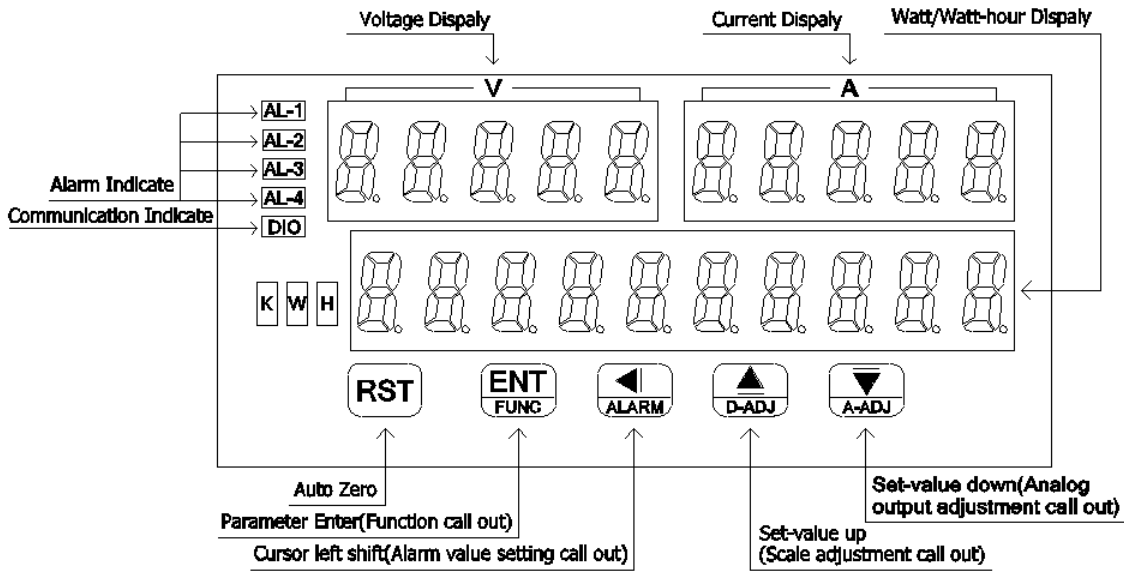 Voltage Dispaly
Current Dispaly
Watt/Watt-hour Dispaly
V
A
AL-1
AL-2
AL-3
AL-4
DIO
Alarm Indicate
Communication Indicate
K W H
RST
ENT
FUNC
ALARM
D-ADJ
A-ADJ
Auto Zero
Parameter Enter(Function call out)
Cursor left shift(Alarm value setting call out)
Set-value up
(Scale adjustment call out)
Set-value down(Analog
output adjustment call out)